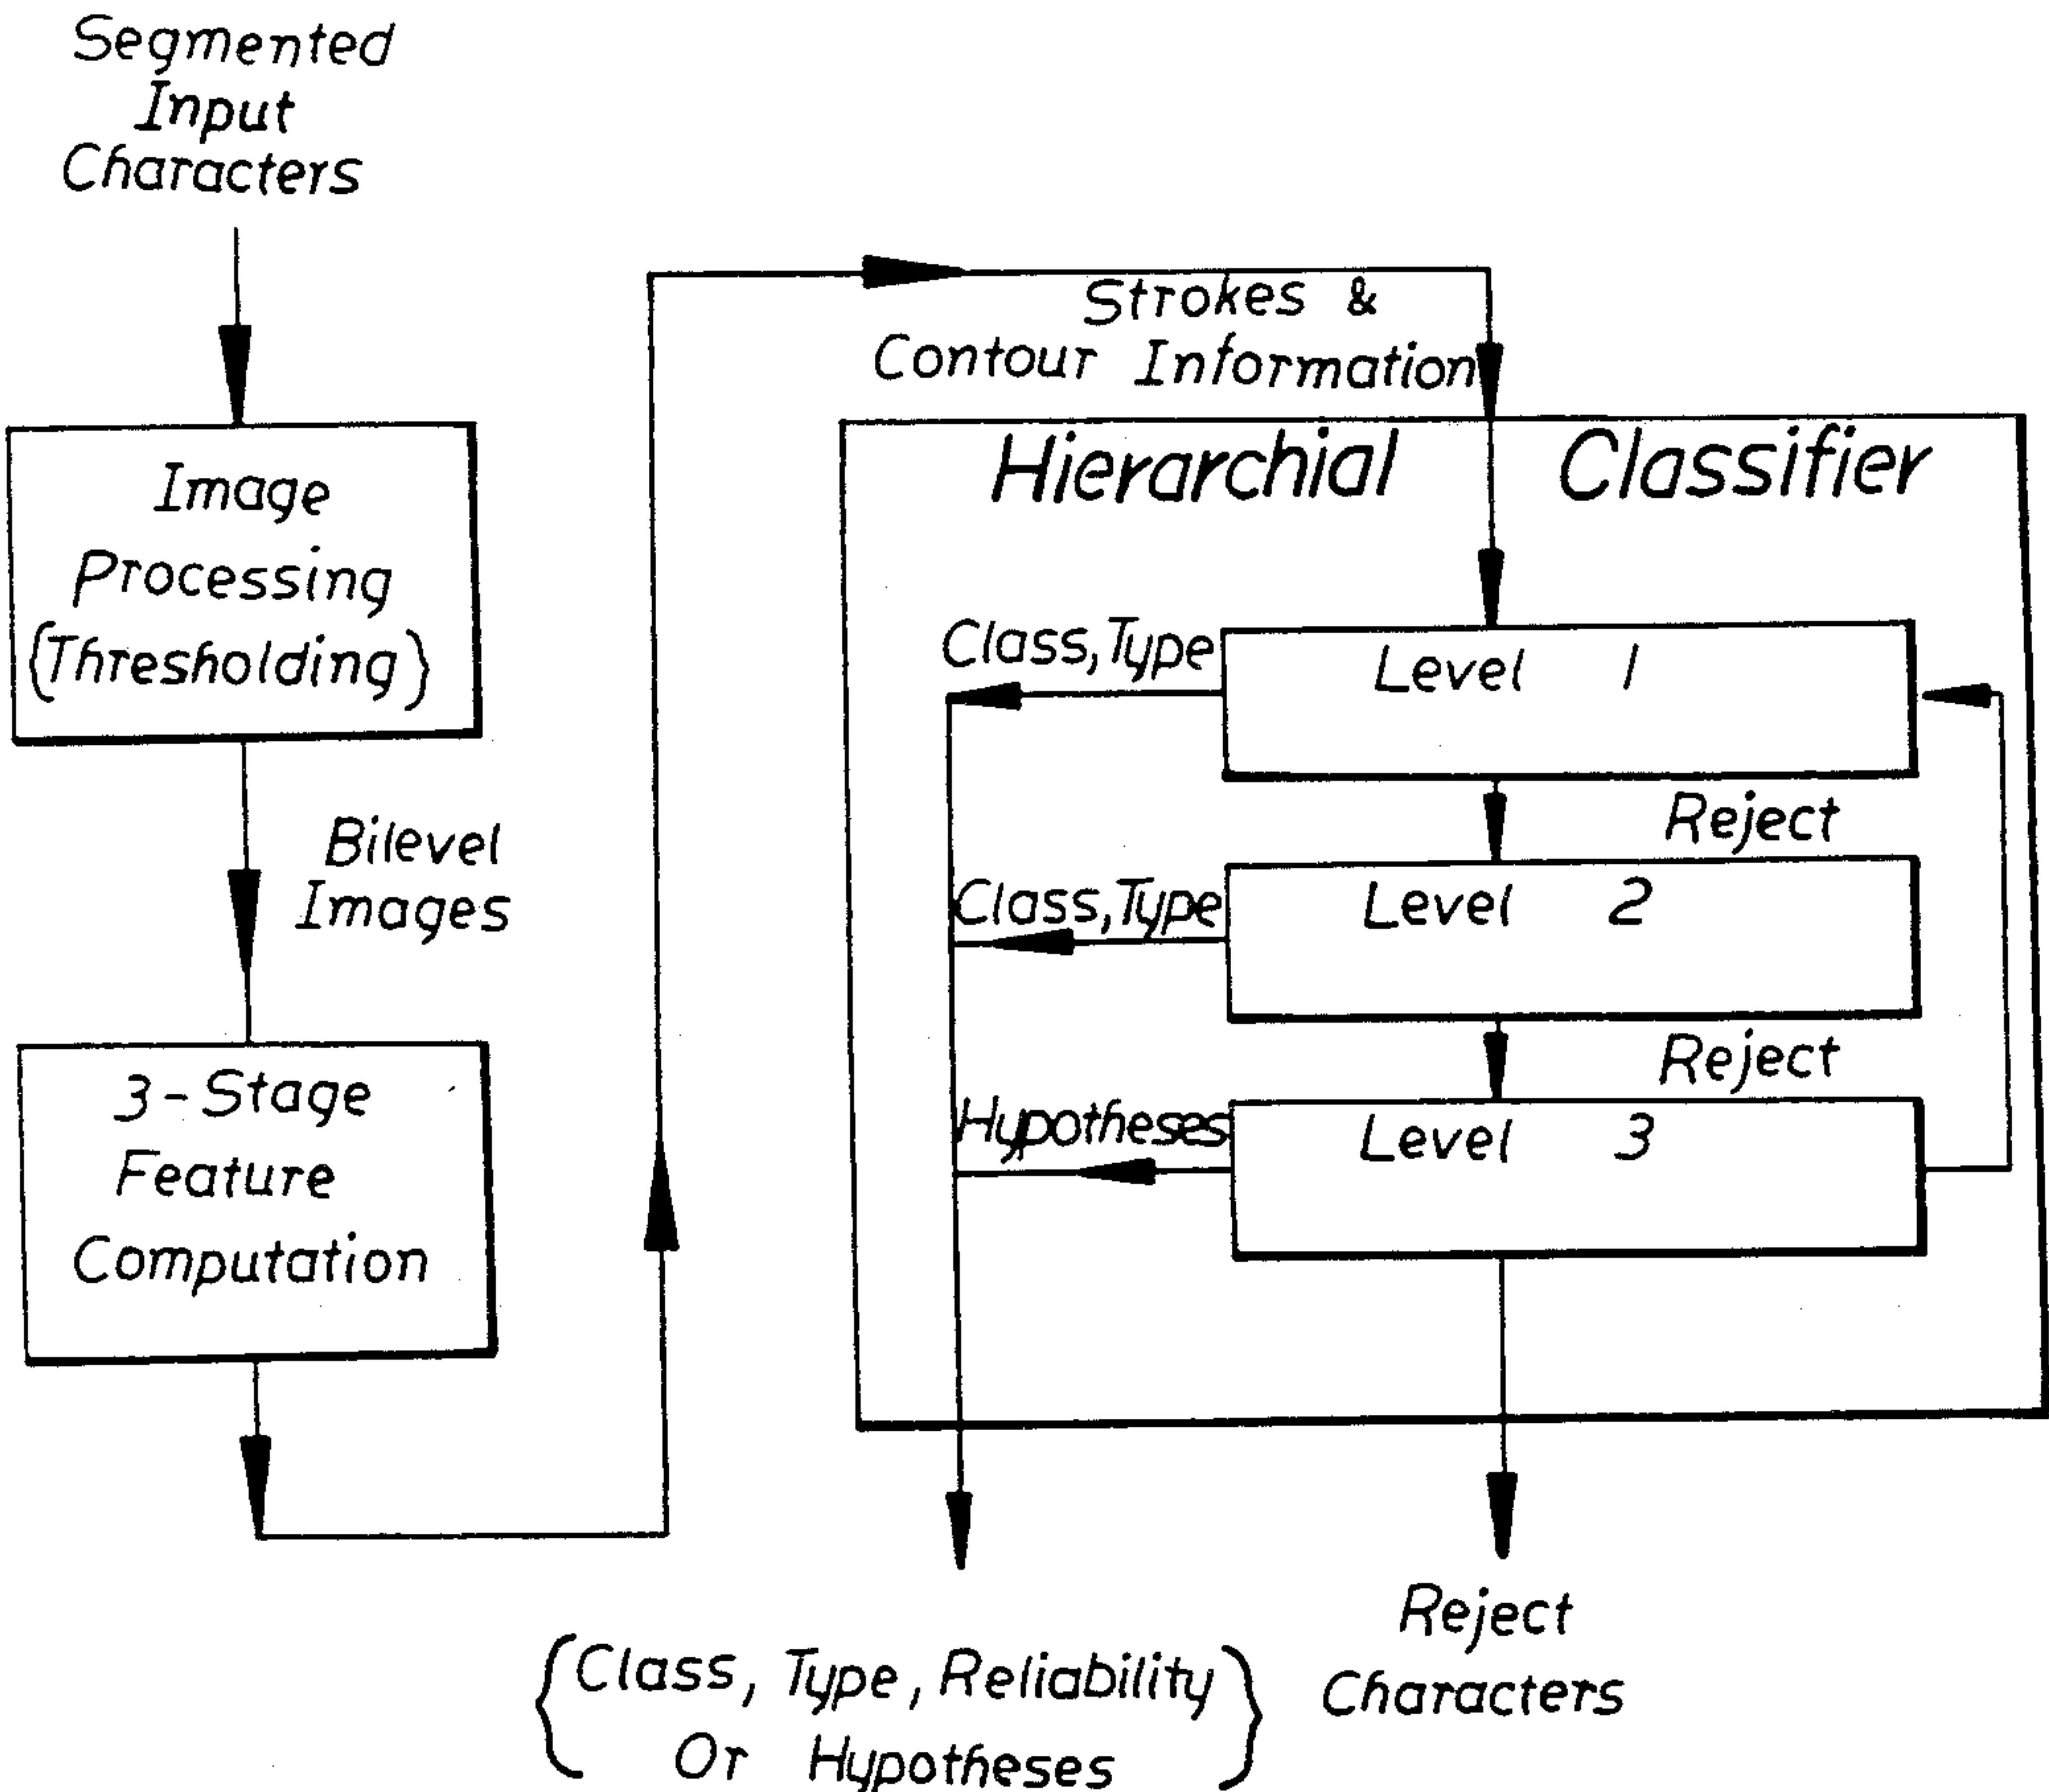 Segmented
Input
Characters
Image
Processing
{Thresholding}
Bilevel
Images
3-Stage
Feature
Computation
Strokes &
Contour Information
Hierarchial Classifier
Class,Type
Level 1
Reject
Class,Type
Level 2
Reject
Hypotheses
Level 3
{Class, Type, Reliability
Or Hypotheses}
Reject
Characters